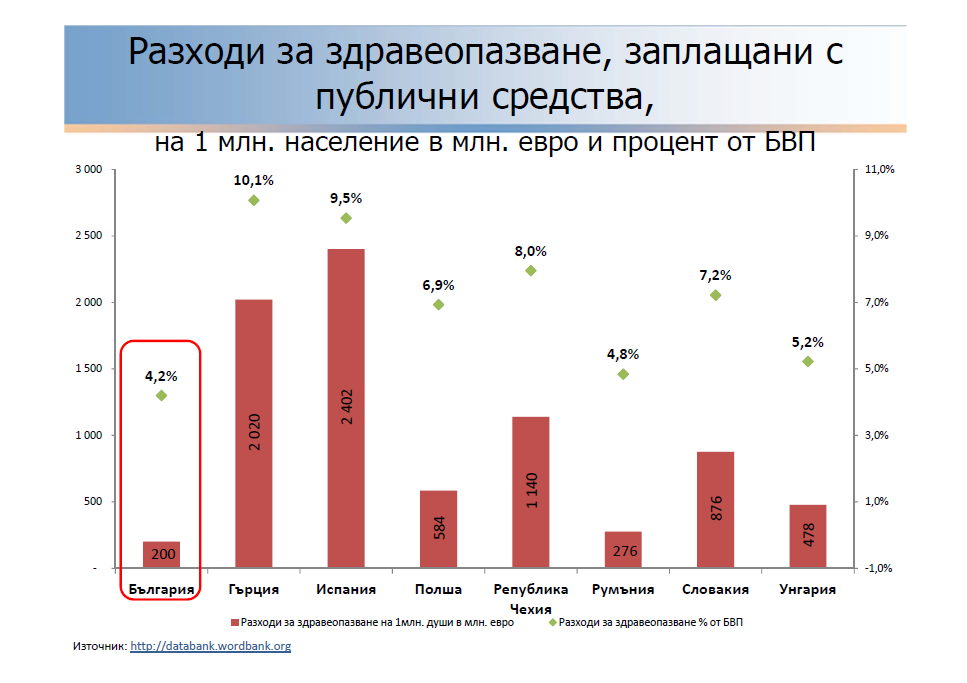 Разходи за здравеопазване, заплащани с
публични средства,
на 1 млн. население в млн. евро и процент от БВП
3 000
2 500
2 000
1 500
1 000
500
-
11,0%
9,0%
7,0%
5,0%
3,0%
1,0%
-1,0%
4,2%
10,1%
9,5%
6,9%
8,0%
4,8%
7,2%
5,2%
200
2 020
2 402
584
1 140
276
876
478
България
Гърция
Испания
Полша
Република
Чехия
Румъния
Словакия
Унгария
Разходи за здравеопазване на 1млн. души в млн. евро
Разходи за здравеопазване % от БВП
Източник: http://databank.wordbank.org